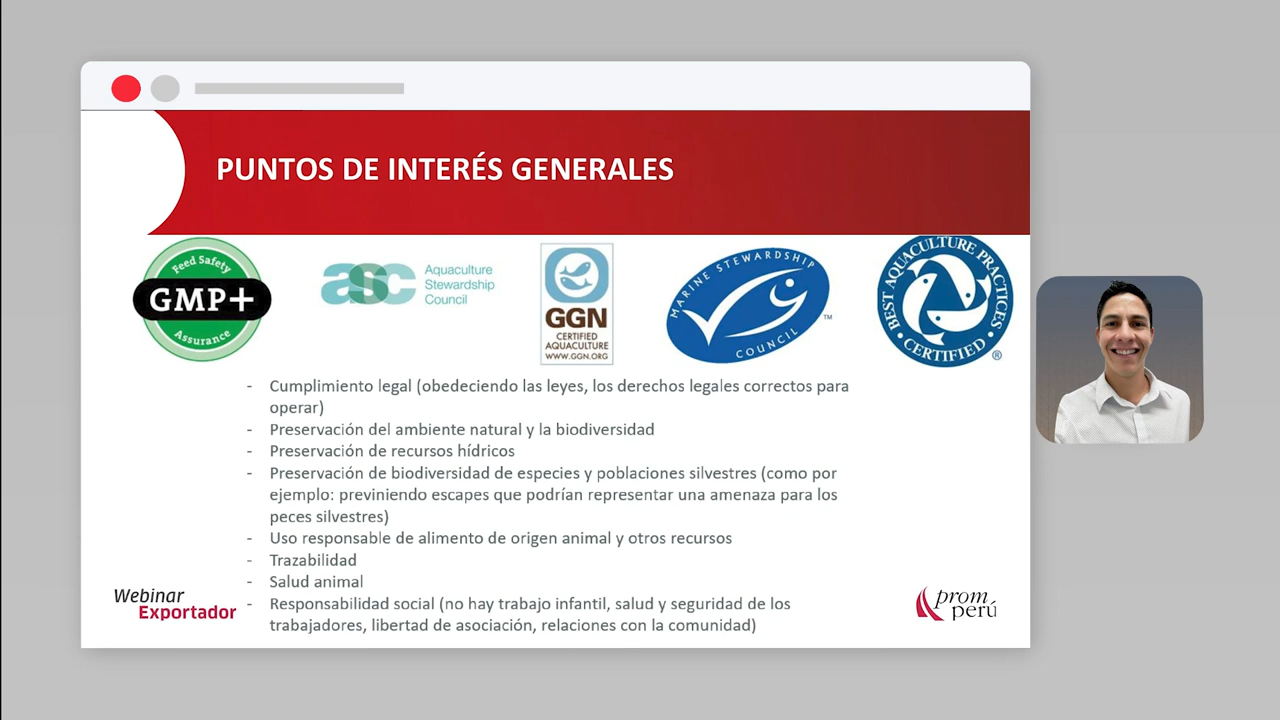 PUNTOS DE INTERÉS GENERALES
Feed Safety
GMP+
Assurance
asc
Aquaculture
Stewardship
Council
GGN
CERTIFIED
AQUACULTURE
WWW.GGN.ORG
MARINE STEWARDSHIP
COUNCIL
TM
BEST AQUACULTURE PRACTICES
CERTIFIED
®
- Cumplimiento legal (obedeciendo las leyes, los derechos legales correctos para
operar)
- Preservación del ambiente natural y la biodiversidad
- Preservación de recursos hídricos
- Preservación de biodiversidad de especies y poblaciones silvestres (como por
ejemplo: previniendo escapes que podrían representar una amenaza para los
peces silvestres)
- Uso responsable de alimento de origen animal y otros recursos
- Trazabilidad
- Salud animal
- Responsabilidad social (no hay trabajo infantil, salud y seguridad de los
trabajadores, libertad de asociación, relaciones con la comunidad)
Webinar
Exportador
prom
perú